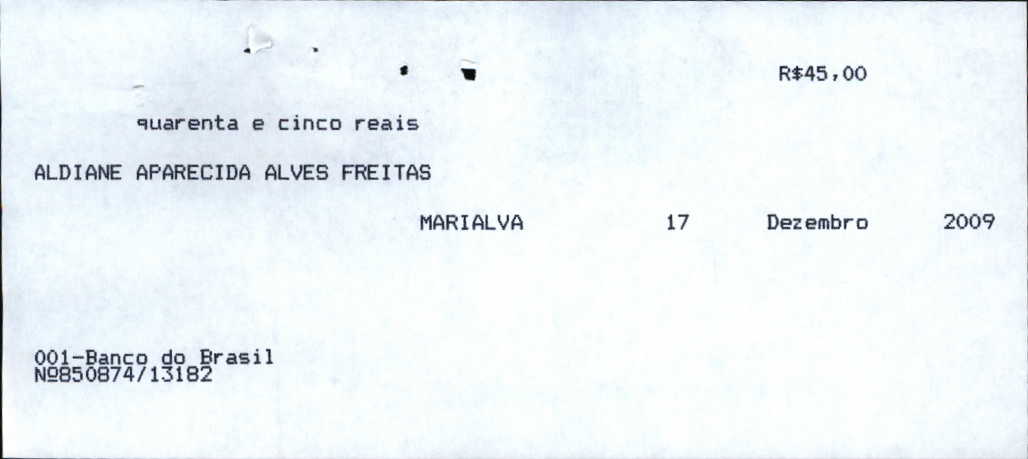 R$45,00
quarenta e cinco reais
ALDIANE APARECIDA ALVES FREITAS
MARIALVA 17 Dezembro 2009
001-Banco do Brasil
Nº850874/13182